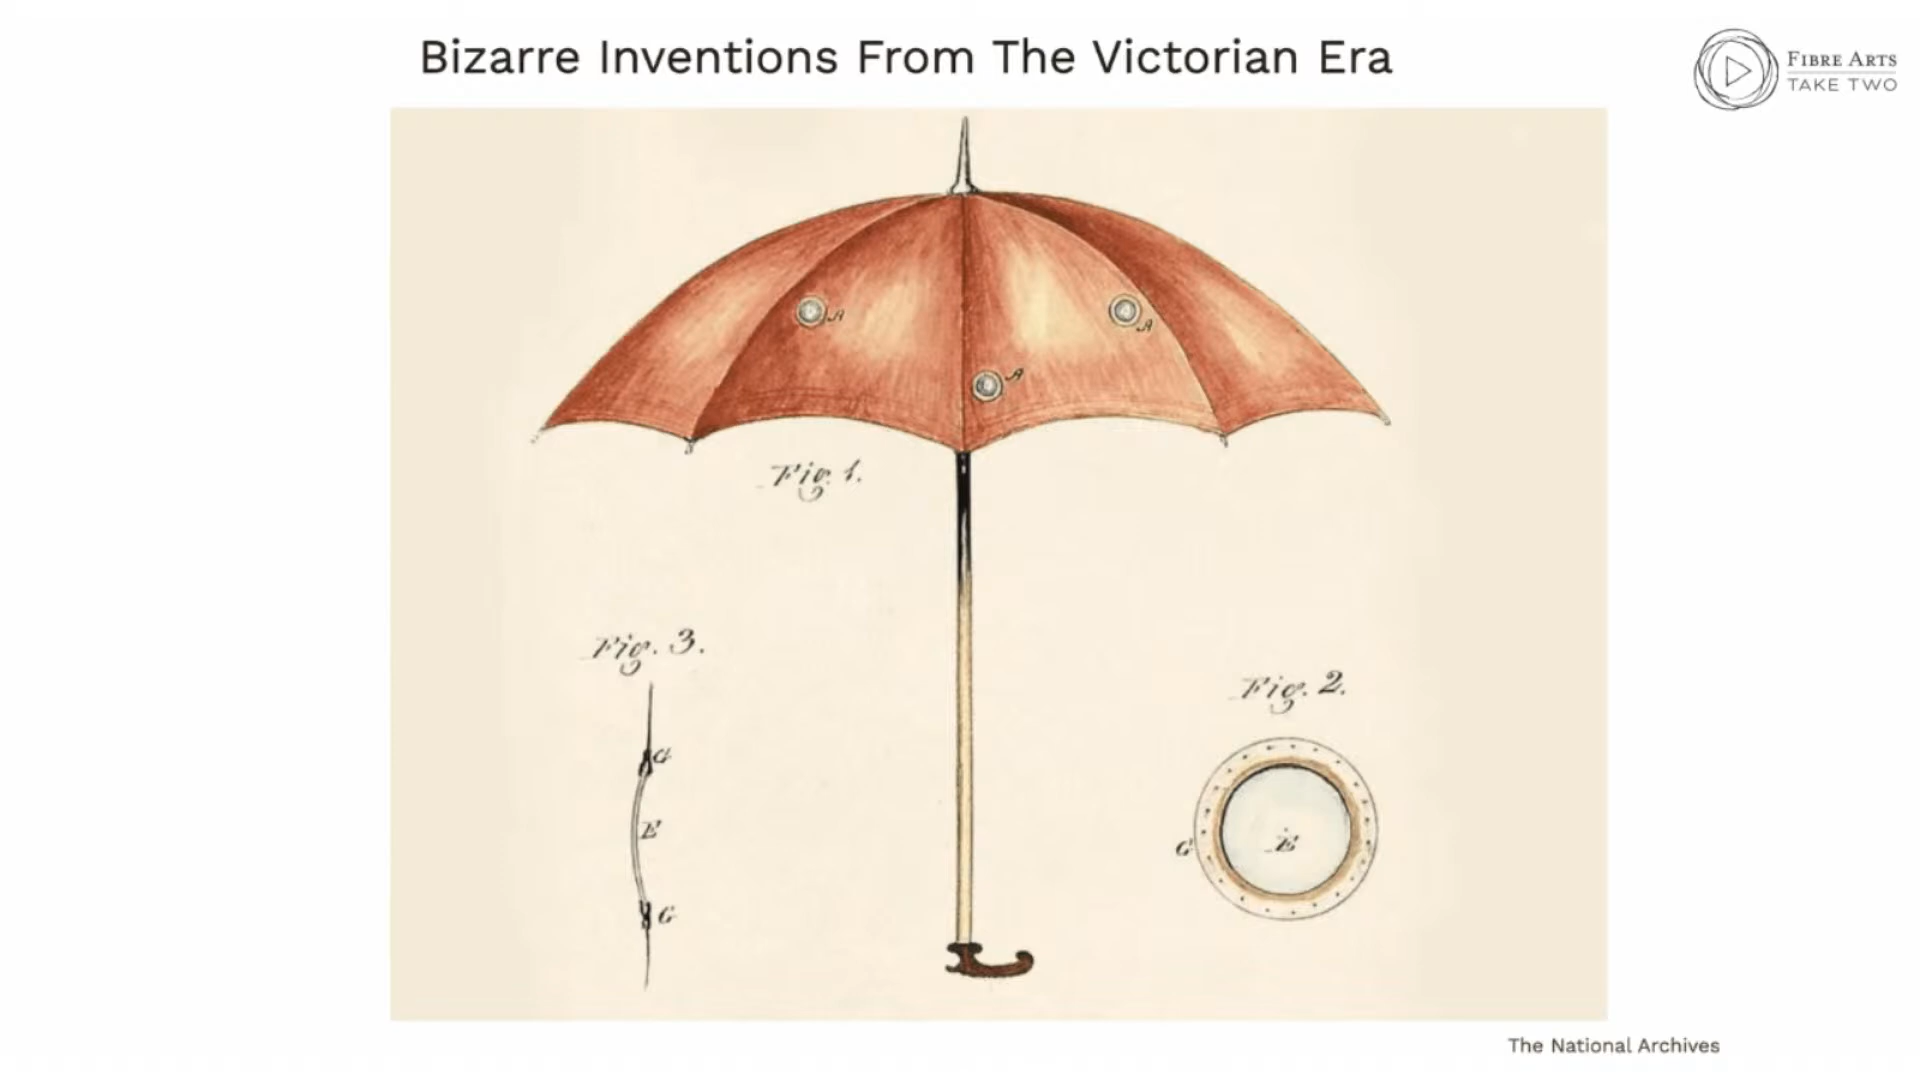 Bizarre Inventions From The Victorian Era
FIBRE ARTS
TAKE TWO
A
A
A
Fig. 1.
Fig. 3.
Fig. 2.
G
E
G
G
E
The National Archives